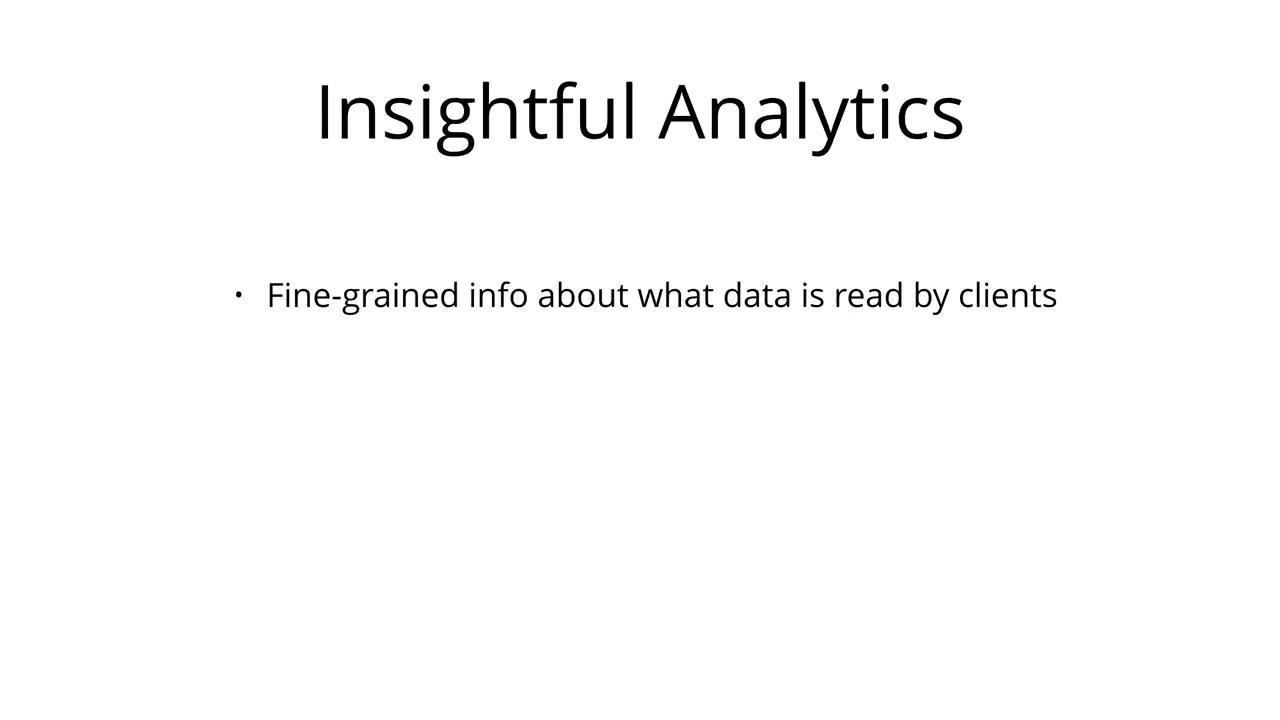 Insightful Analytics
• Fine-grained info about what data is read by clients